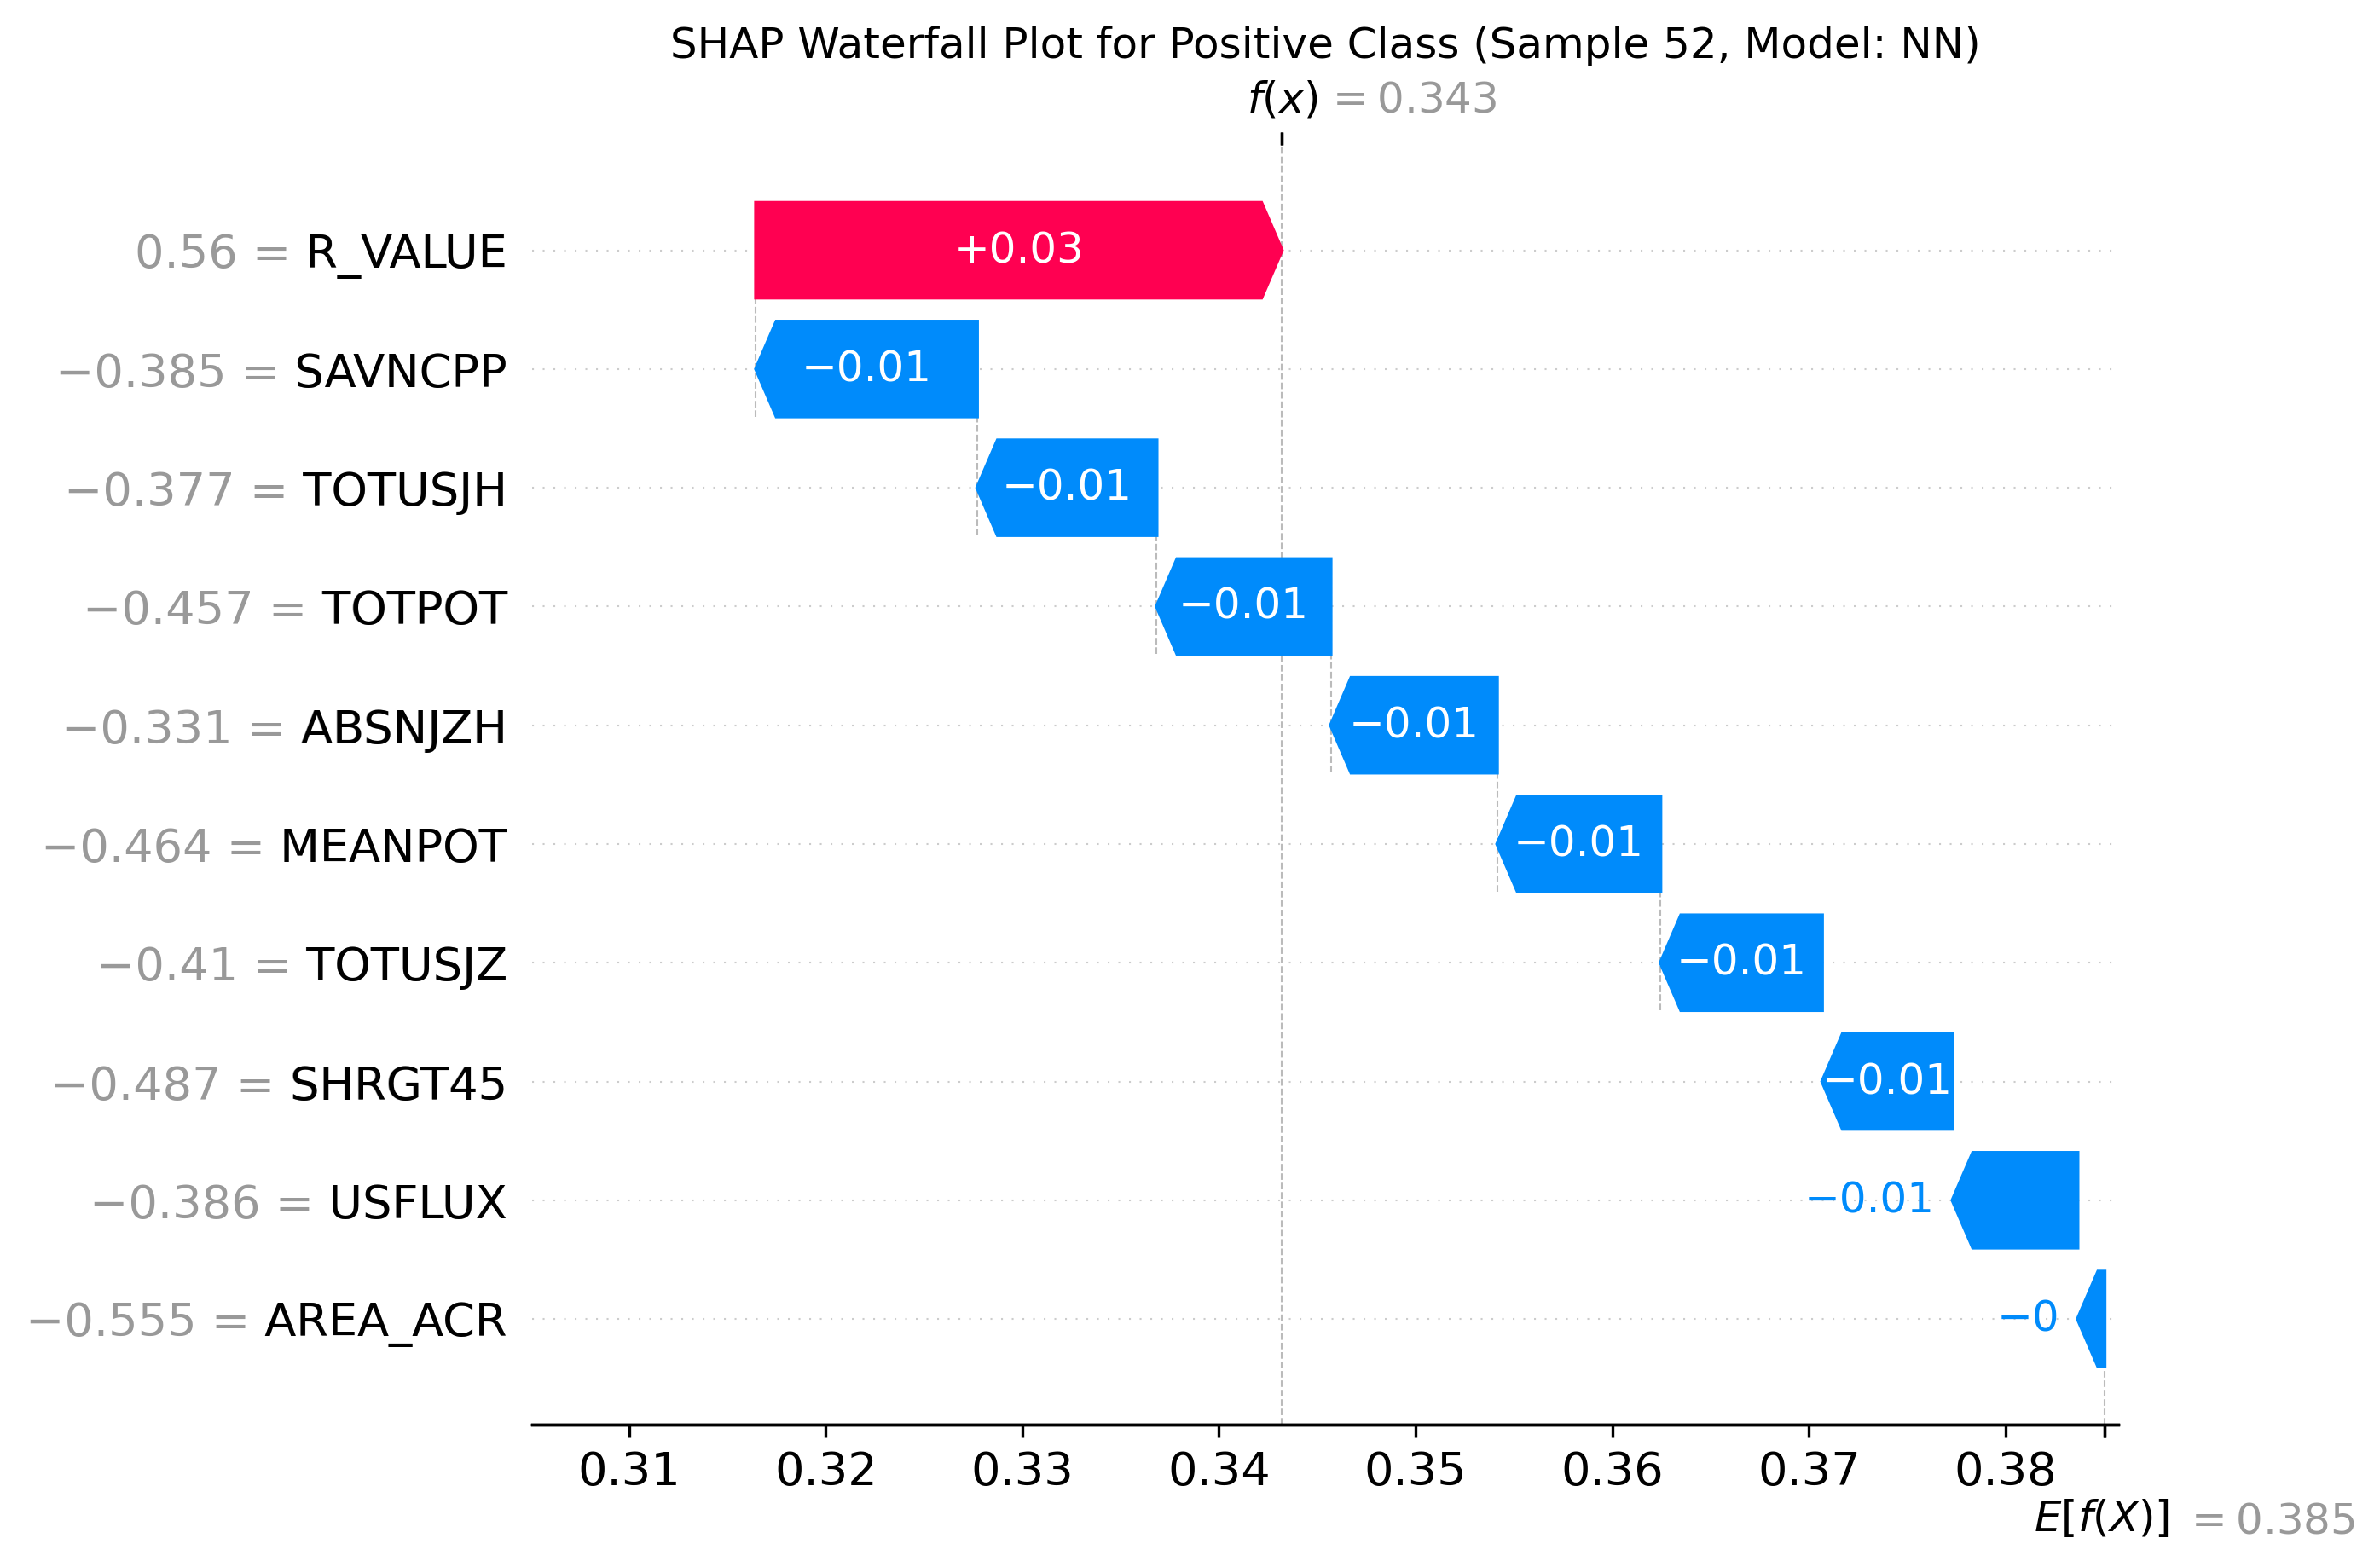 SHAP Waterfall Plot for Positive Class (Sample 52, Model: NN)
f(x) = 0.343
0.56 = R_VALUE +0.03
−0.385 = SAVNCPP −0.01
−0.377 = TOTUSJH −0.01
−0.457 = TOTPOT −0.01
−0.331 = ABSNJZH −0.01
−0.464 = MEANPOT −0.01
−0.41 = TOTUSJZ −0.01
−0.487 = SHRGT45 −0.01
−0.386 = USFLUX −0.01
−0.555 = AREA_ACR −0
0.31 0.32 0.33 0.34 0.35 0.36 0.37 0.38
E[f(X)] = 0.385